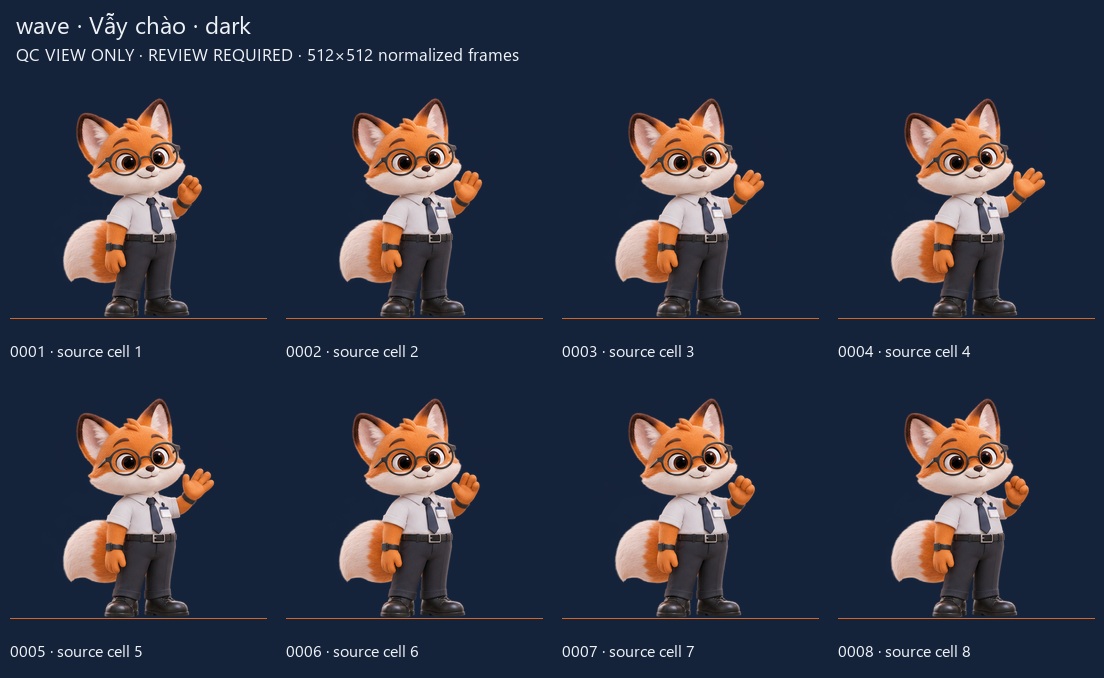 wave · Vẫy chào · dark
QC VIEW ONLY · REVIEW REQUIRED · 512×512 normalized frames
0001 · source cell 1
0002 · source cell 2
0003 · source cell 3
0004 · source cell 4
0005 · source cell 5
0006 · source cell 6
0007 · source cell 7
0008 · source cell 8